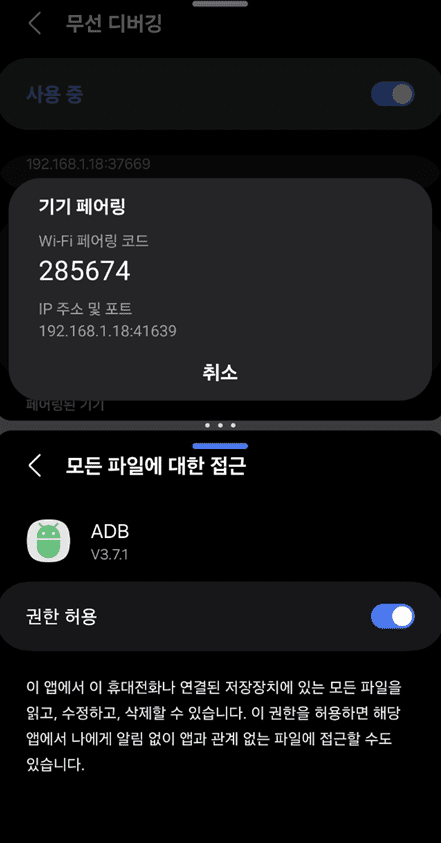 무선 디버깅
사용 중
192.168.1.18:37669
기기 페어링
Wi-Fi 페어링 코드
285674
IP 주소 및 포트
192.168.1.18:41639
취소
페어링된 기기
모든 파일에 대한 접근
ADB
V3.7.1
권한 허용
이 앱에서 이 휴대전화나 연결된 저장장치에 있는 모든 파일을
읽고, 수정하고, 삭제할 수 있습니다. 이 권한을 허용하면 해당
앱에서 나에게 알림 없이 앱과 관계 없는 파일에 접근할 수도
있습니다.